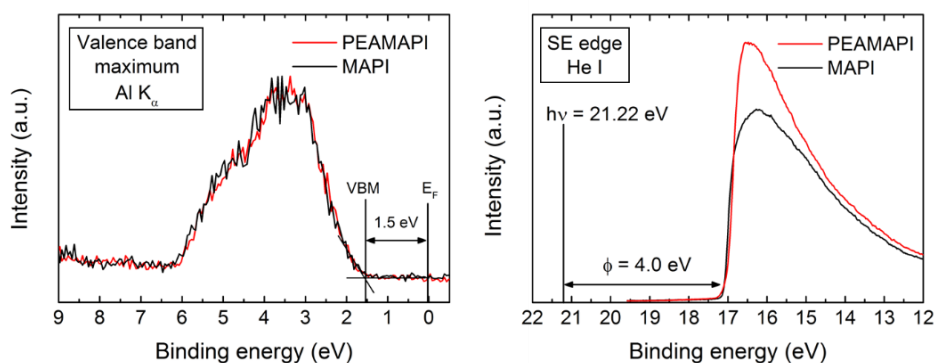 Valence band
maximum
Al Kα
PEAMAPI
MAPI
VBM
EF
1.5 eV
Intensity (a.u.)
9 8 7 6 5 4 3 2 1 0
Binding energy (eV)
SE edge
He I
PEAMAPI
MAPI
hν = 21.22 eV
ϕ = 4.0 eV
Intensity (a.u.)
22 21 20 19 18 17 16 15 14 13 12
Binding energy (eV)